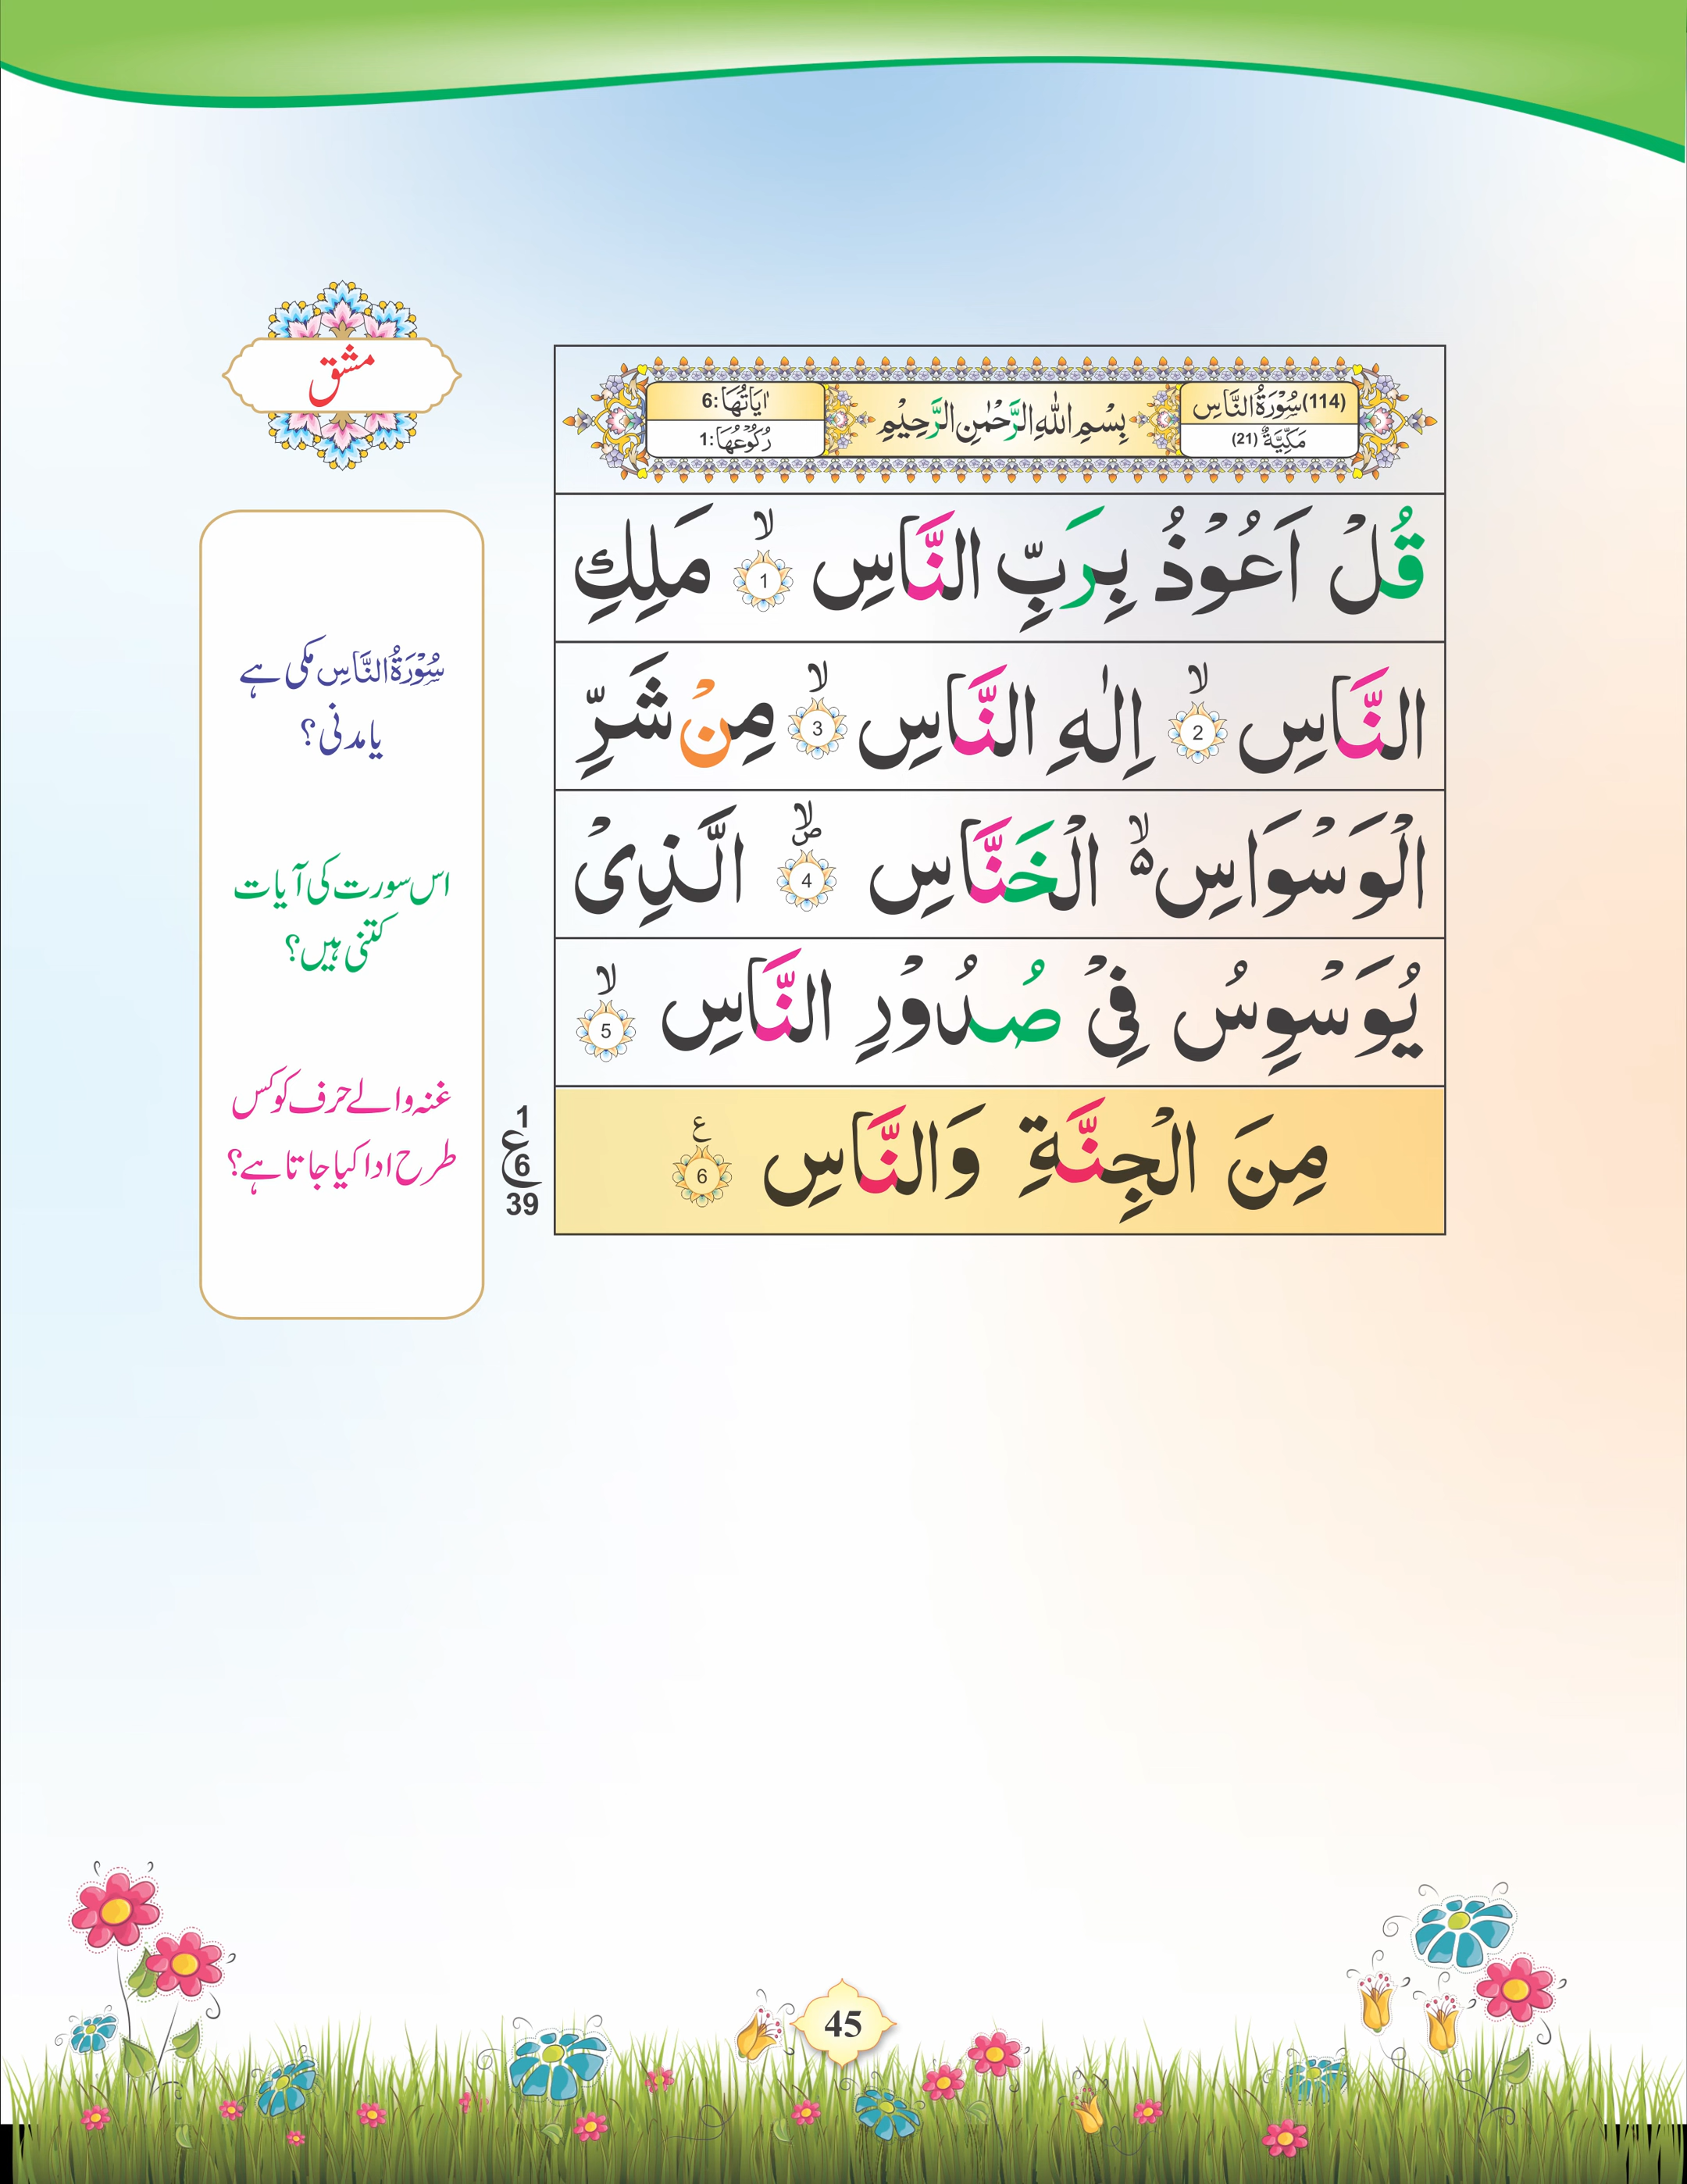 (114) سُوْرَۃُ النَّاسِ
مَكِّيَّةٌ (21)
بِسْمِ اللّٰهِ الرَّحْمٰنِ الرَّحِيْمِ
اٰيَاتُهَا:6
رُكُوْعُهَا:1
قُلْ اَعُوْذُ بِرَبِّ النَّاسِ ۙ 1 مَلِكِ
النَّاسِ ۙ 2 اِلٰهِ النَّاسِ ۙ 3 مِنْ شَرِّ
الْوَسْوَاسِ ۙ۬ الْخَنَّاسِ ۪ۙ 4 الَّذِیْ
یُوَسْوِسُ فِیْ صُدُوْرِ النَّاسِ ۙ 5
مِنَ الْجِنَّةِ وَالنَّاسِ ع 6
1
ع
6
39
مشق
سُوْرَۃُ النَّاسِ مکی ہے
یا مدنی؟
اس سورت کی آیات
کتنی ہیں؟
غنہ والے حرف کو کس
طرح ادا کیا جاتا ہے؟
45